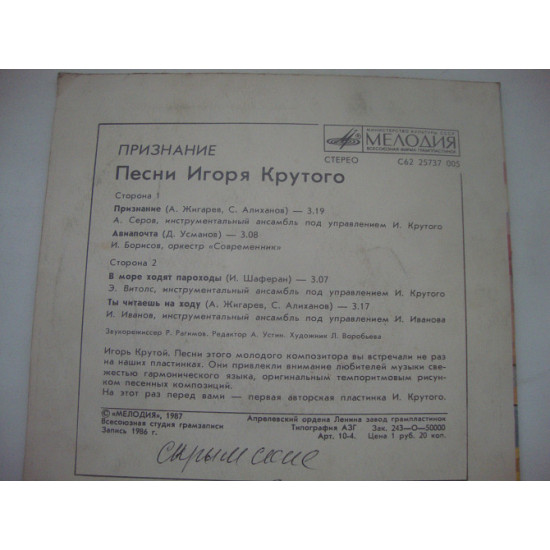 МИНИСТЕРСТВО КУЛЬТУРЫ СССР
МЕЛОДИЯ
ВСЕСОЮЗНАЯ ФИРМА ГРАМПЛАСТИНОК
СТЕРЕО С62 25737 005
ПРИЗНАНИЕ
Песни Игоря Крутого
Сторона 1
Признание (А. Жигарев, С. Алиханов) — 3.19
А. Серов, инструментальный ансамбль под управлением И. Крутого
Авиапочта (Д. Усманов) — 3.08
И. Борисов, оркестр «Современник»
Сторона 2
В море ходят пароходы (И. Шаферан) — 3.07
Э. Витолс, инструментальный ансамбль под управлением И. Крутого
Ты читаешь на ходу (А. Жигарев, С. Алиханов) — 3.17
И. Иванов, инструментальный ансамбль под управлением И. Иванова
Звукорежиссер Р. Рагимов. Редактор А. Устин. Художник Л. Воробьева
Игорь Крутой. Песни этого молодого композитора вы встречали не раз
на наших пластинках. Они привлекли внимание любителей музыки све-
жестью гармонического языка, оригинальным темпоритмовым рисун-
ком песенных композиций.
На этот раз перед вами — первая авторская пластинка И. Крутого.
© «МЕЛОДИЯ», 1987
Всесоюзная студия грамзаписи
Запись 1986 г.
Апрелевский ордена Ленина завод грампластинок
Типография АЗГ Зак. 243—О—50000
Арт. 10-4. Цена 1 руб. 20 коп.